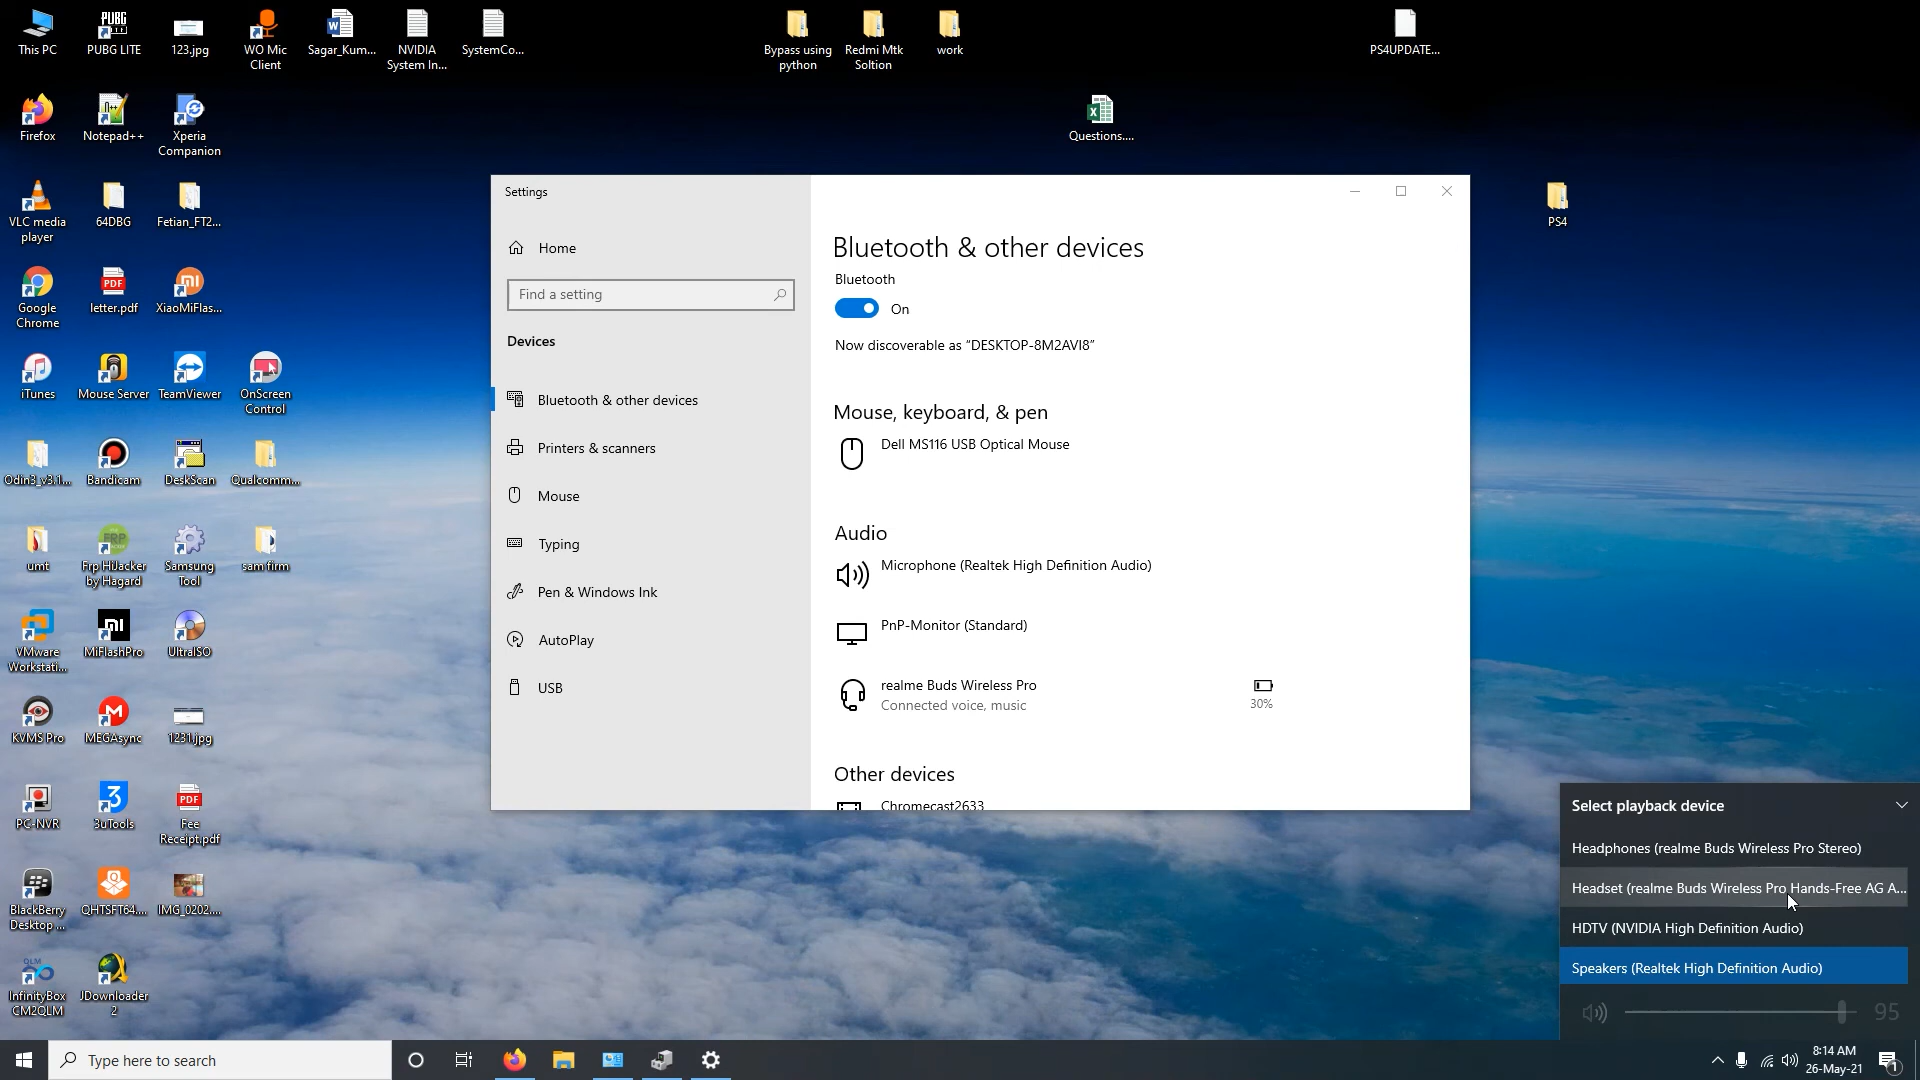 This PC
PUBG LITE
123.jpg
WO Mic
Client
Sagar_Kum...
NVIDIA
System In...
SystemCo...
Bypass using
python
Redmi Mtk
Soltion
work
PS4UPDATE...
Firefox
Notepad++
Xperia
Companion
Questions....
VLC media
player
64DBG
Fetian_FT2...
PS4
Google
Chrome
letter.pdf
XiaoMiFlas...
iTunes
Mouse Server
TeamViewer
OnScreen
Control
Odin3_v3.1...
Bandicam
DeskScan
Qualcomm...
umt
Frp HiJacker
by Hagard
Samsung
Tool
sam firm
VMware
Workstati...
MiFlashPro
UltraISO
KVMS Pro
MEGAsync
1231.jpg
PC-NVR
3uTools
Fee
Receipt.pdf
BlackBerry
Desktop ...
QHTSFT64....
IMG_0202....
InfinityBox
CM2QLM
JDownloader
2
Settings
Home
Find a setting
Devices
Bluetooth & other devices
Printers & scanners
Mouse
Typing
Pen & Windows Ink
AutoPlay
USB
Bluetooth & other devices
Bluetooth
On
Now discoverable as “DESKTOP-8M2AVI8”
Mouse, keyboard, & pen
Dell MS116 USB Optical Mouse
Audio
Microphone (Realtek High Definition Audio)
PnP-Monitor (Standard)
realme Buds Wireless Pro
Connected voice, music
30%
Other devices
Chromecast2633
Select playback device
Headphones (realme Buds Wireless Pro Stereo)
Headset (realme Buds Wireless Pro Hands-Free AG A...
HDTV (NVIDIA High Definition Audio)
Speakers (Realtek High Definition Audio)
95
Type here to search
8:14 AM
26-May-21
1